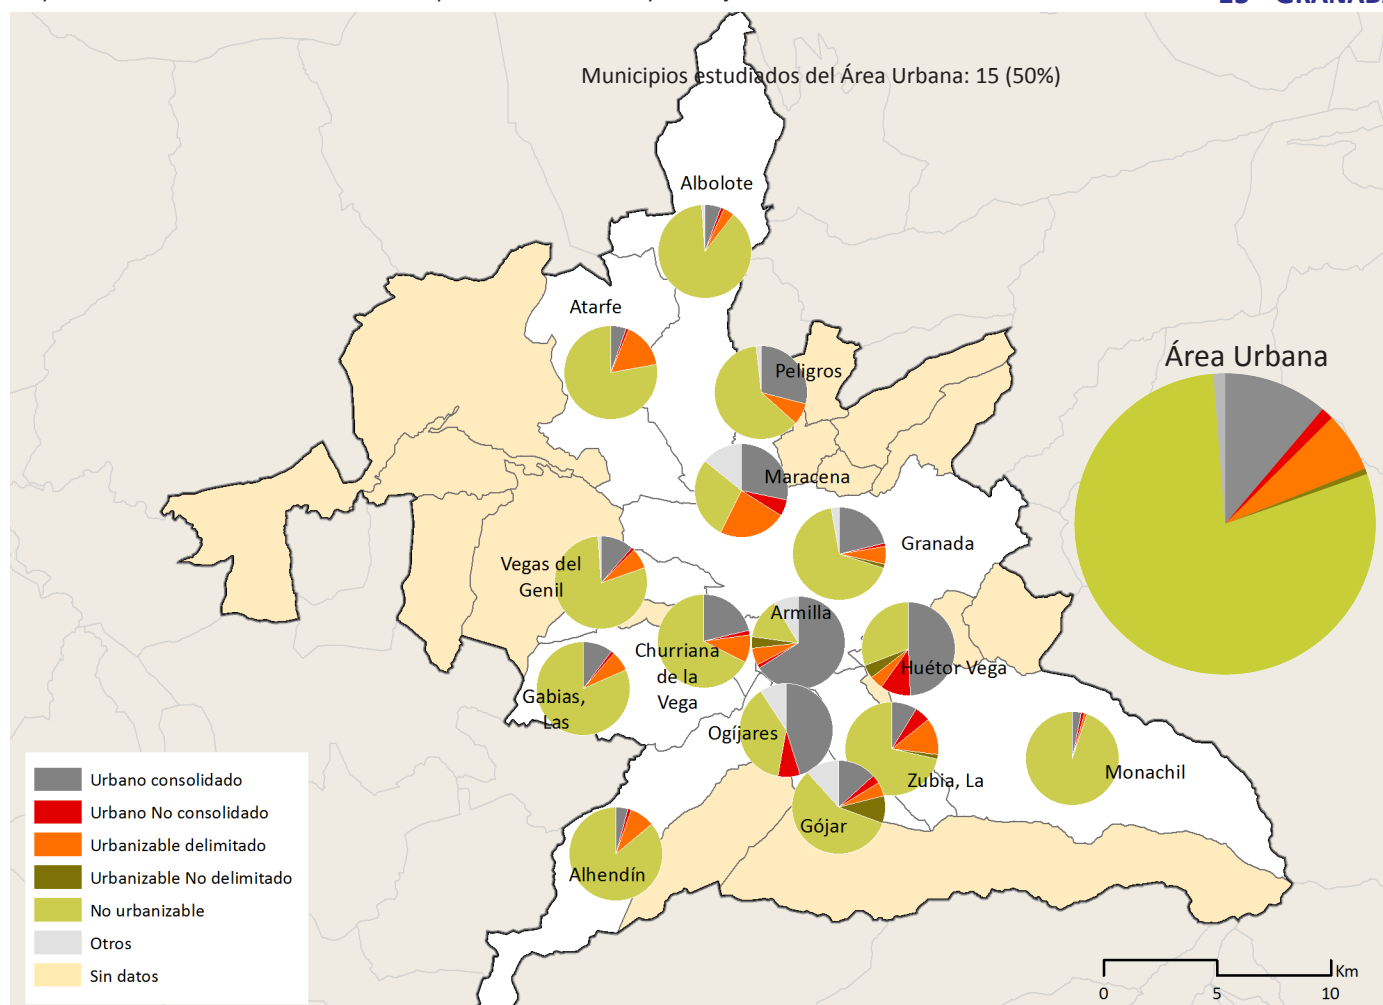 Municipios estudiados del Área Urbana: 15 (50%)
Albolote
Atarfe
Peligros
Área Urbana
Maracena
Granada
Vegas del
Genil
Armilla
Churriana
de la
Vega
Huétor Vega
Gabias,
Las
Ogíjares
Zubia, La
Monachil
Gójar
Alhendín
Urbano consolidado
Urbano No consolidado
Urbanizable delimitado
Urbanizable No delimitado
No urbanizable
Otros
Sin datos
Km
0 5 10